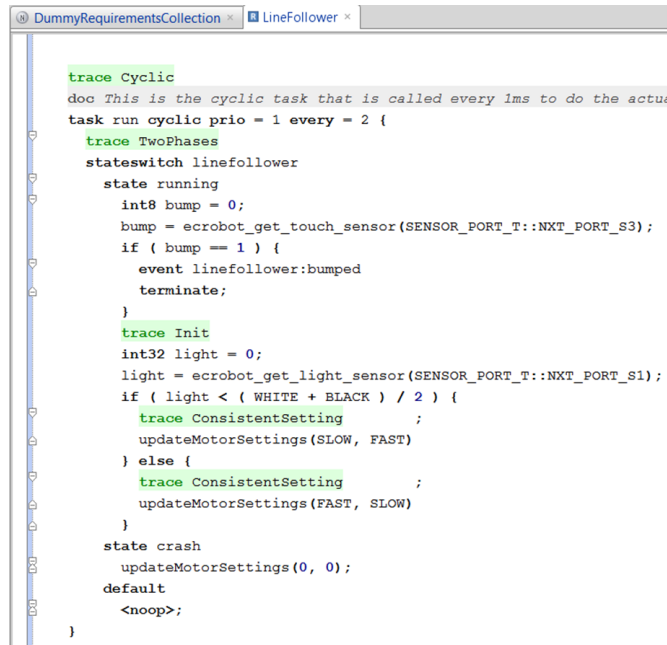 DummyRequirementsCollection LineFollower
trace Cyclic
doc This is the cyclic task that is called every 1ms to do the
task run cyclic prio = 1 every = 2 {
trace TwoPhases
stateswitch linefollower
state running
int8 bump = 0;
bump = ecrobot_get_touch_sensor(SENSOR_PORT_T::NXT_PORT_S3);
if ( bump == 1 ) {
event linefollower:bumped
terminate;
}
trace Init
int32 light = 0;
light = ecrobot_get_light_sensor(SENSOR_PORT_T::NXT_PORT_S1);
if ( light < ( WHITE + BLACK ) / 2 ) {
trace ConsistentSetting ;
updateMotorSettings(SLOW, FAST)
} else {
trace ConsistentSetting ;
updateMotorSettings(FAST, SLOW)
}
state crash
updateMotorSettings(0, 0);
default
<noop>;
}